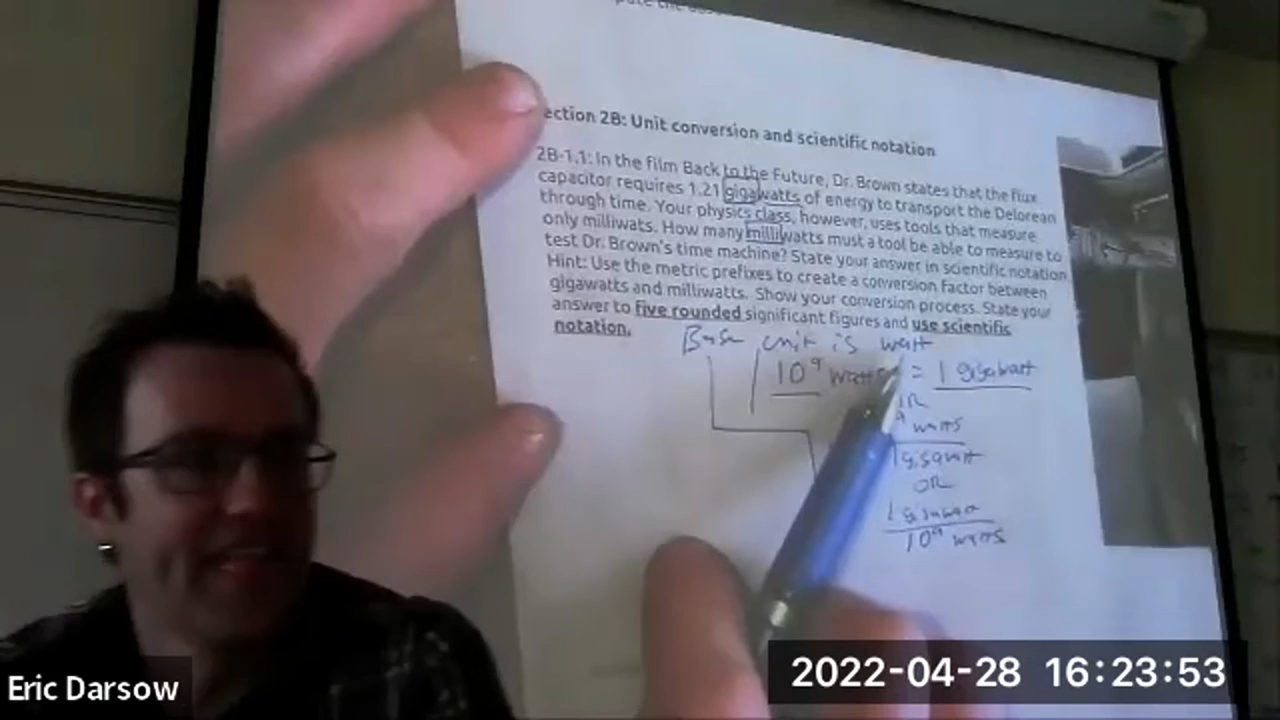 ection 2B: Unit conversion and scientific notation
2B-1.1: In the film Back to the Future, Dr. Brown states that the flux
capacitor requires 1.21 gigawatts of energy to transport the Delorean
through time. Your physics class, however, uses tools that measure
only milliwats. How many milliwatts must a tool be able to measure to
test Dr. Brown's time machine? State your answer in scientific notation
Hint: Use the metric prefixes to create a conversion factor between
gigawatts and milliwatts. Show your conversion process. State your
answer to five rounded significant figures and use scientific
notation.
Base unit is watt
10⁹ watts = 1 gigawatt
OR
⁹ watts
1 gigawatt
OR
1 gigawatt
10⁹ watts
Eric Darsow
2022-04-28 16:23:53